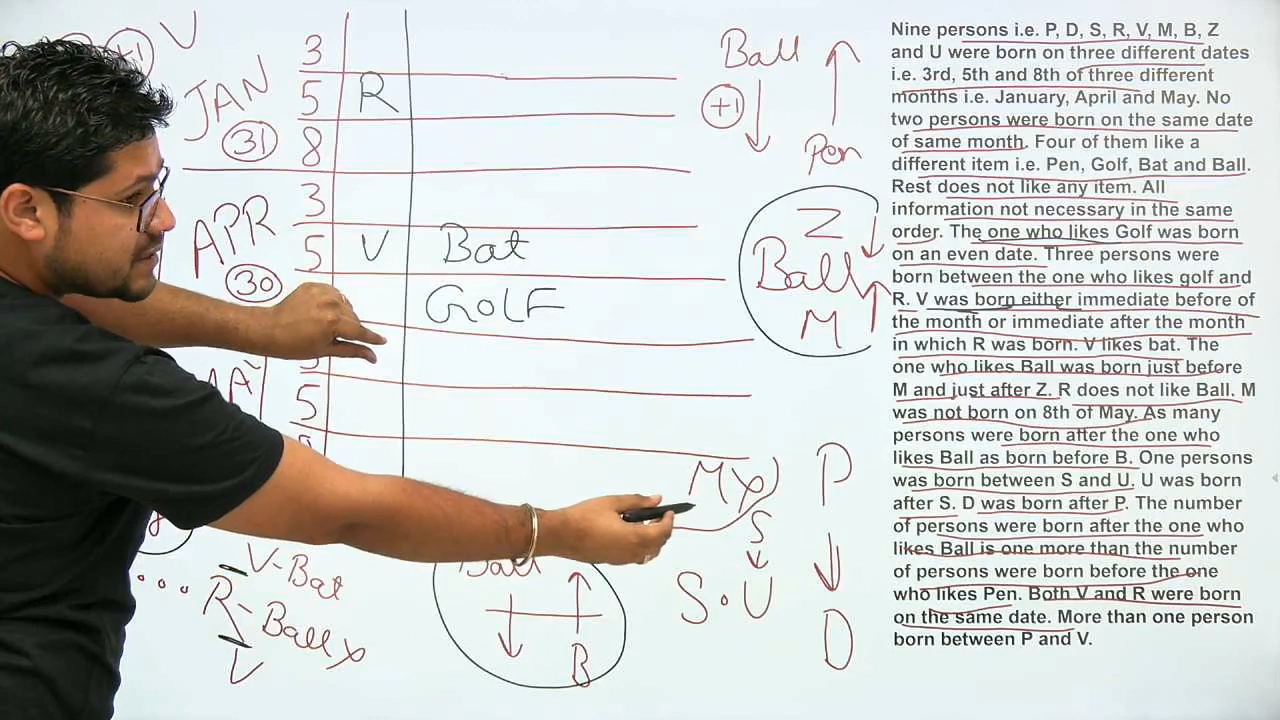 V
+1
JAN
31
3
5 R
8
APR
30
3
5 V Bat
GOLF
5
V-Bat
R - Ball x
V
Ball
B
Ball
+1
Pen
Z
Ball
M
M
S
S . U
P
D
Nine persons i.e. P, D, S, R, V, M, B, Z
and U were born on three different dates
i.e. 3rd, 5th and 8th of three different
months i.e. January, April and May. No
two persons were born on the same date
of same month. Four of them like a
different item i.e. Pen, Golf, Bat and Ball.
Rest does not like any item. All
information not necessary in the same
order. The one who likes Golf was born
on an even date. Three persons were
born between the one who likes golf and
R. V was born either immediate before of
the month or immediate after the month
in which R was born. V likes bat. The
one who likes Ball was born just before
M and just after Z. R does not like Ball. M
was not born on 8th of May. As many
persons were born after the one who
likes Ball as born before B. One persons
was born between S and U. U was born
after S. D was born after P. The number
of persons were born after the one who
likes Ball is one more than the number
of persons were born before the one
who likes Pen. Both V and R were born
on the same date. More than one person
born between P and V.